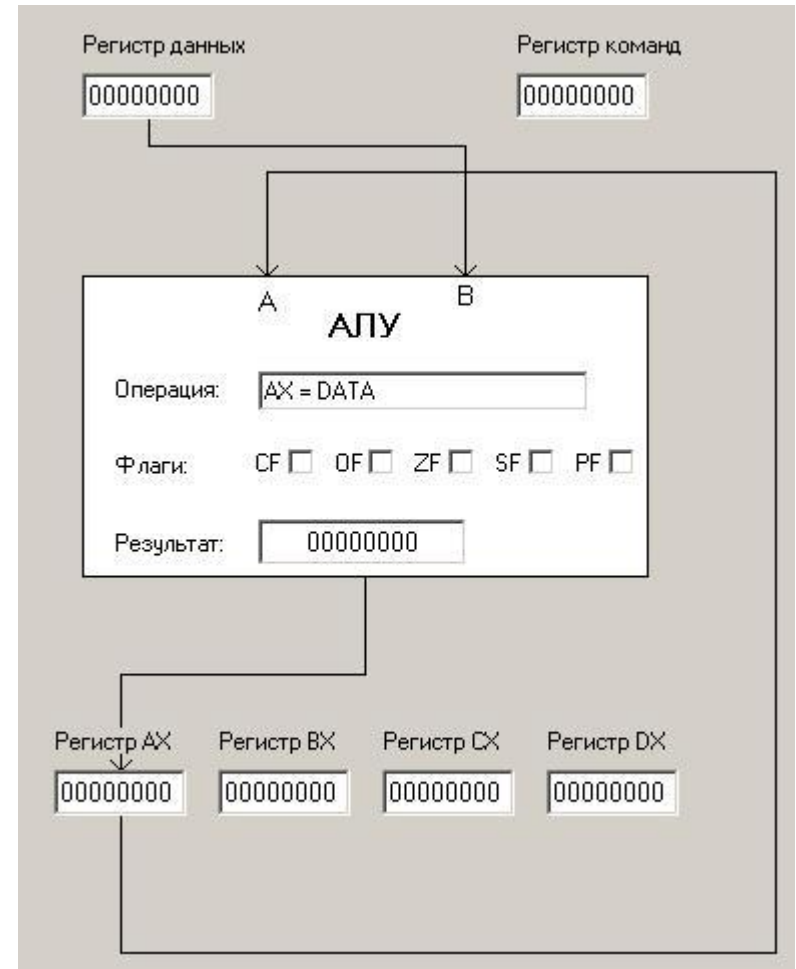 Регистр данных Регистр команд
00000000 00000000
A B
АЛУ
Операция: AX = DATA
Флаги: CF OF ZF SF PF
Результат: 00000000
Регистр AX Регистр BX Регистр CX Регистр DX
00000000 00000000 00000000 00000000